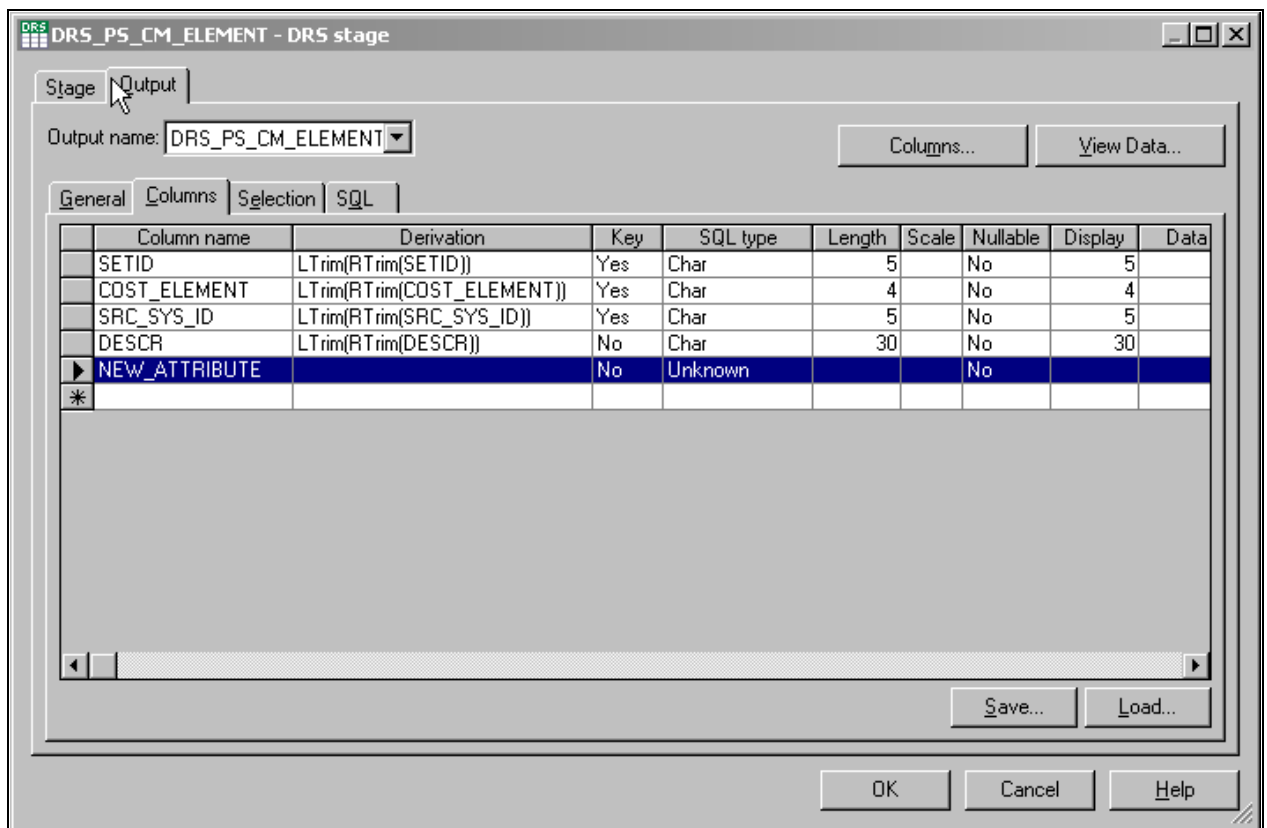 DRS DRS_PS_CM_ELEMENT - DRS stage
Stage Output
Output name: DRS_PS_CM_ELEMENT Columns... View Data...
General Columns Selection SQL
Column name Derivation Key SQL type Length Scale Nullable Display Data
SETID LTrim(RTrim(SETID)) Yes Char 5 No 5
COST_ELEMENT LTrim(RTrim(COST_ELEMENT)) Yes Char 4 No 4
SRC_SYS_ID LTrim(RTrim(SRC_SYS_ID)) Yes Char 5 No 5
DESCR LTrim(RTrim(DESCR)) No Char 30 No 30
NEW_ATTRIBUTE No Unknown No
Save... Load...
OK Cancel Help